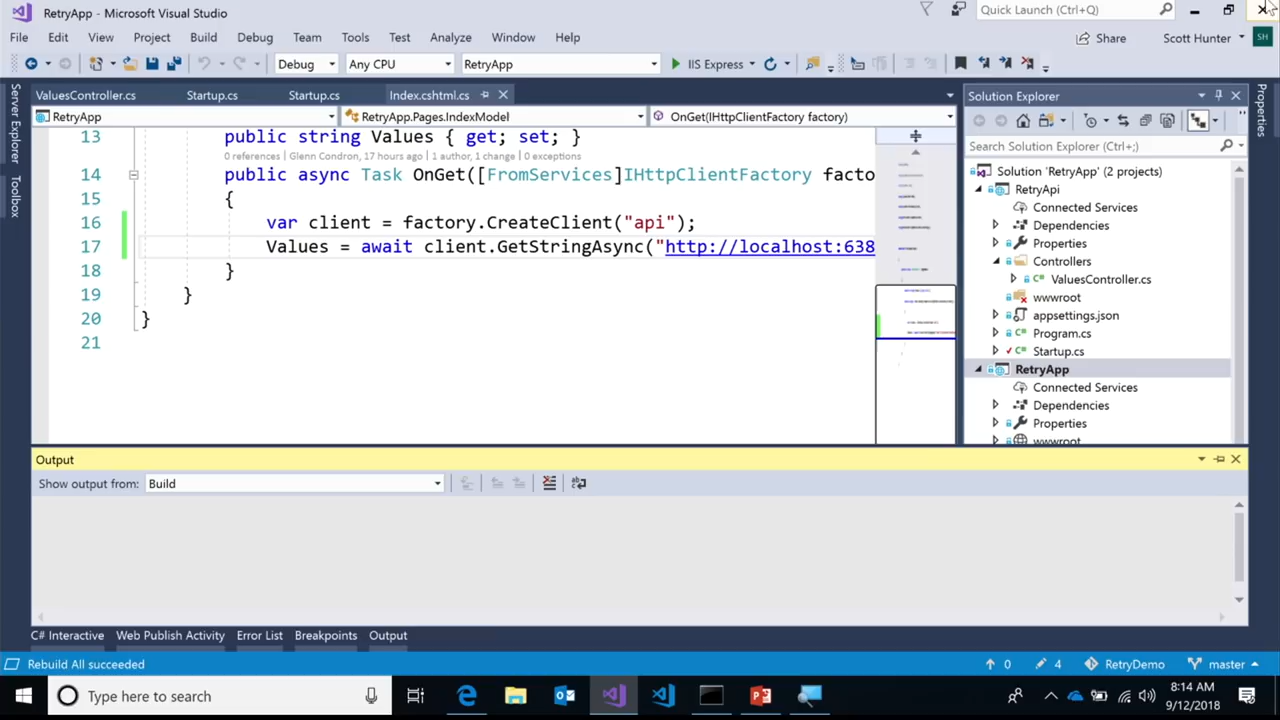 RetryApp - Microsoft Visual Studio
Quick Launch (Ctrl+Q)
File Edit View Project Build Debug Team Tools Test Analyze Window Help
Share
Scott Hunter
SH
Debug
Any CPU
RetryApp
IIS Express
Server Explorer
Toolbox
ValuesController.cs
Startup.cs
Startup.cs
Index.cshtml.cs
RetryApp
RetryApp.Pages.IndexModel
OnGet(IHttpClientFactory factory)
13 public string Values { get; set; }
0 references | Glenn Condron, 17 hours ago | 1 author, 1 change | 0 exceptions
14 public async Task OnGet([FromServices]IHttpClientFactory facto
15 {
16 var client = factory.CreateClient("api");
17 Values = await client.GetStringAsync("http://localhost:638
18 }
19 }
20 }
21
Solution Explorer
Search Solution Explorer (Ctrl+;)
Solution 'RetryApp' (2 projects)
RetryApi
Connected Services
Dependencies
Properties
Controllers
ValuesController.cs
wwwroot
appsettings.json
Program.cs
Startup.cs
RetryApp
Connected Services
Dependencies
Properties
wwwroot
Properties
Output
Show output from: Build
C# Interactive Web Publish Activity Error List Breakpoints Output
Rebuild All succeeded
0
4
RetryDemo
master
Type here to search
8:14 AM
9/12/2018